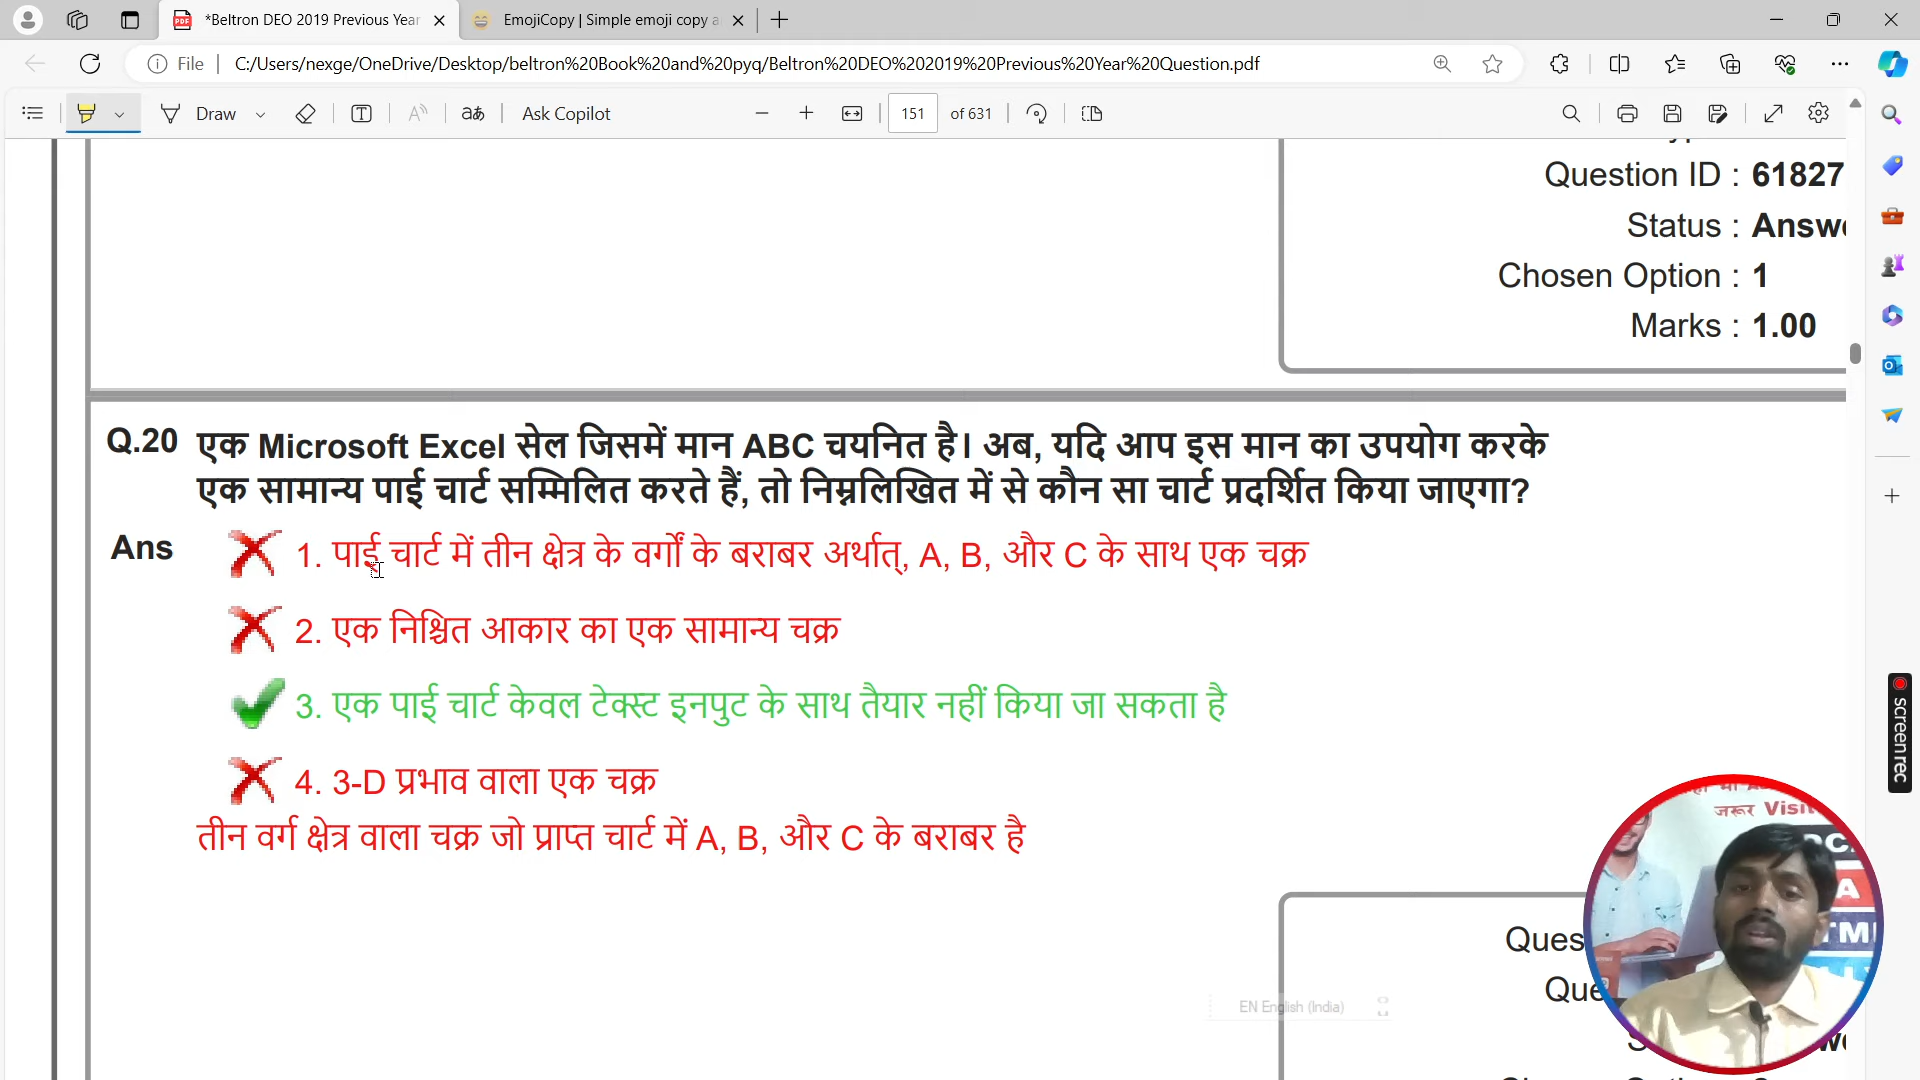 *Beltron DEO 2019 Previous Year
EmojiCopy | Simple emoji copy a
File
C:/Users/nexge/OneDrive/Desktop/beltron%20Book%20and%20pyq/Beltron%20DEO%202019%20Previous%20Year%20Question.pdf
Draw
aあ
Ask Copilot
151 of 631
Question ID : 61827
Status : Answe
Chosen Option : 1
Marks : 1.00
Q.20 एक Microsoft Excel सेल जिसमें मान ABC चयनित है। अब, यदि आप इस मान का उपयोग करके
एक सामान्य पाई चार्ट सम्मिलित करते हैं, तो निम्नलिखित में से कौन सा चार्ट प्रदर्शित किया जाएगा?
Ans 1. पाई चार्ट में तीन क्षेत्र के वर्गों के बराबर अर्थात्, A, B, और C के साथ एक चक्र
2. एक निश्चित आकार का एक सामान्य चक्र
3. एक पाई चार्ट केवल टेक्स्ट इनपुट के साथ तैयार नहीं किया जा सकता है
4. 3-D प्रभाव वाला एक चक्र
तीन वर्ग क्षेत्र वाला चक्र जो प्राप्त चार्ट में A, B, और C के बराबर है
screenrec
जरूर Visit
Ques
Que
EN English (India)